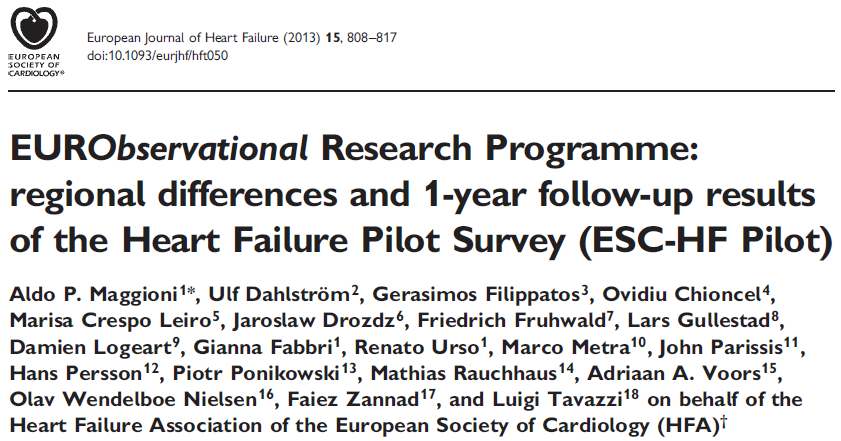 EUROPEAN
SOCIETY OF
CARDIOLOGY®
European Journal of Heart Failure (2013) 15, 808–817
doi:10.1093/eurjhf/hft050
EURObservational Research Programme:
regional differences and 1-year follow-up results
of the Heart Failure Pilot Survey (ESC-HF Pilot)
Aldo P. Maggioni1*, Ulf Dahlström2, Gerasimos Filippatos3, Ovidiu Chioncel4,
Marisa Crespo Leiro5, Jaroslaw Drozdz6, Friedrich Fruhwald7, Lars Gullestad8,
Damien Logeart9, Gianna Fabbri1, Renato Urso1, Marco Metra10, John Parissis11,
Hans Persson12, Piotr Ponikowski13, Mathias Rauchhaus14, Adriaan A. Voors15,
Olav Wendelboe Nielsen16, Faiez Zannad17, and Luigi Tavazzi18 on behalf of the
Heart Failure Association of the European Society of Cardiology (HFA)†